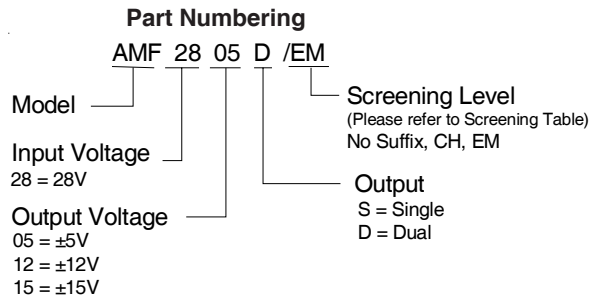 Part Numbering
AMF 28 05 D /EM
Model
Input Voltage
28 = 28V
Output Voltage
05 = ±5V
12 = ±12V
15 = ±15V
Screening Level
(Please refer to Screening Table)
No Suffix, CH, EM
Output
S = Single
D = Dual